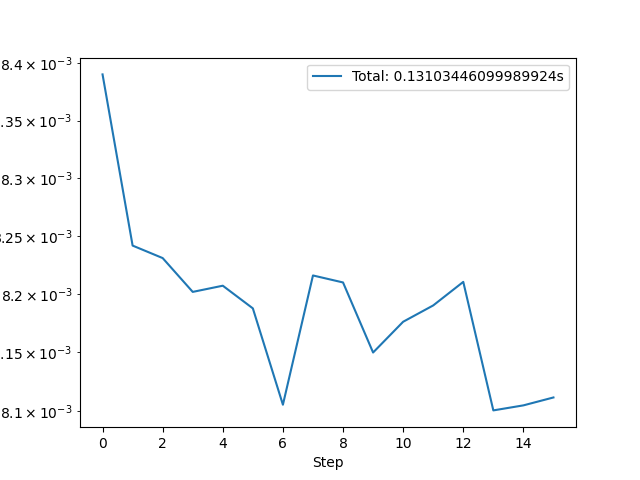 Total: 0.13103446099989924s
8.4 × 10⁻³
.35 × 10⁻³
8.3 × 10⁻³
8.25 × 10⁻³
8.2 × 10⁻³
.15 × 10⁻³
8.1 × 10⁻³
0 2 4 6 8 10 12 14
Step